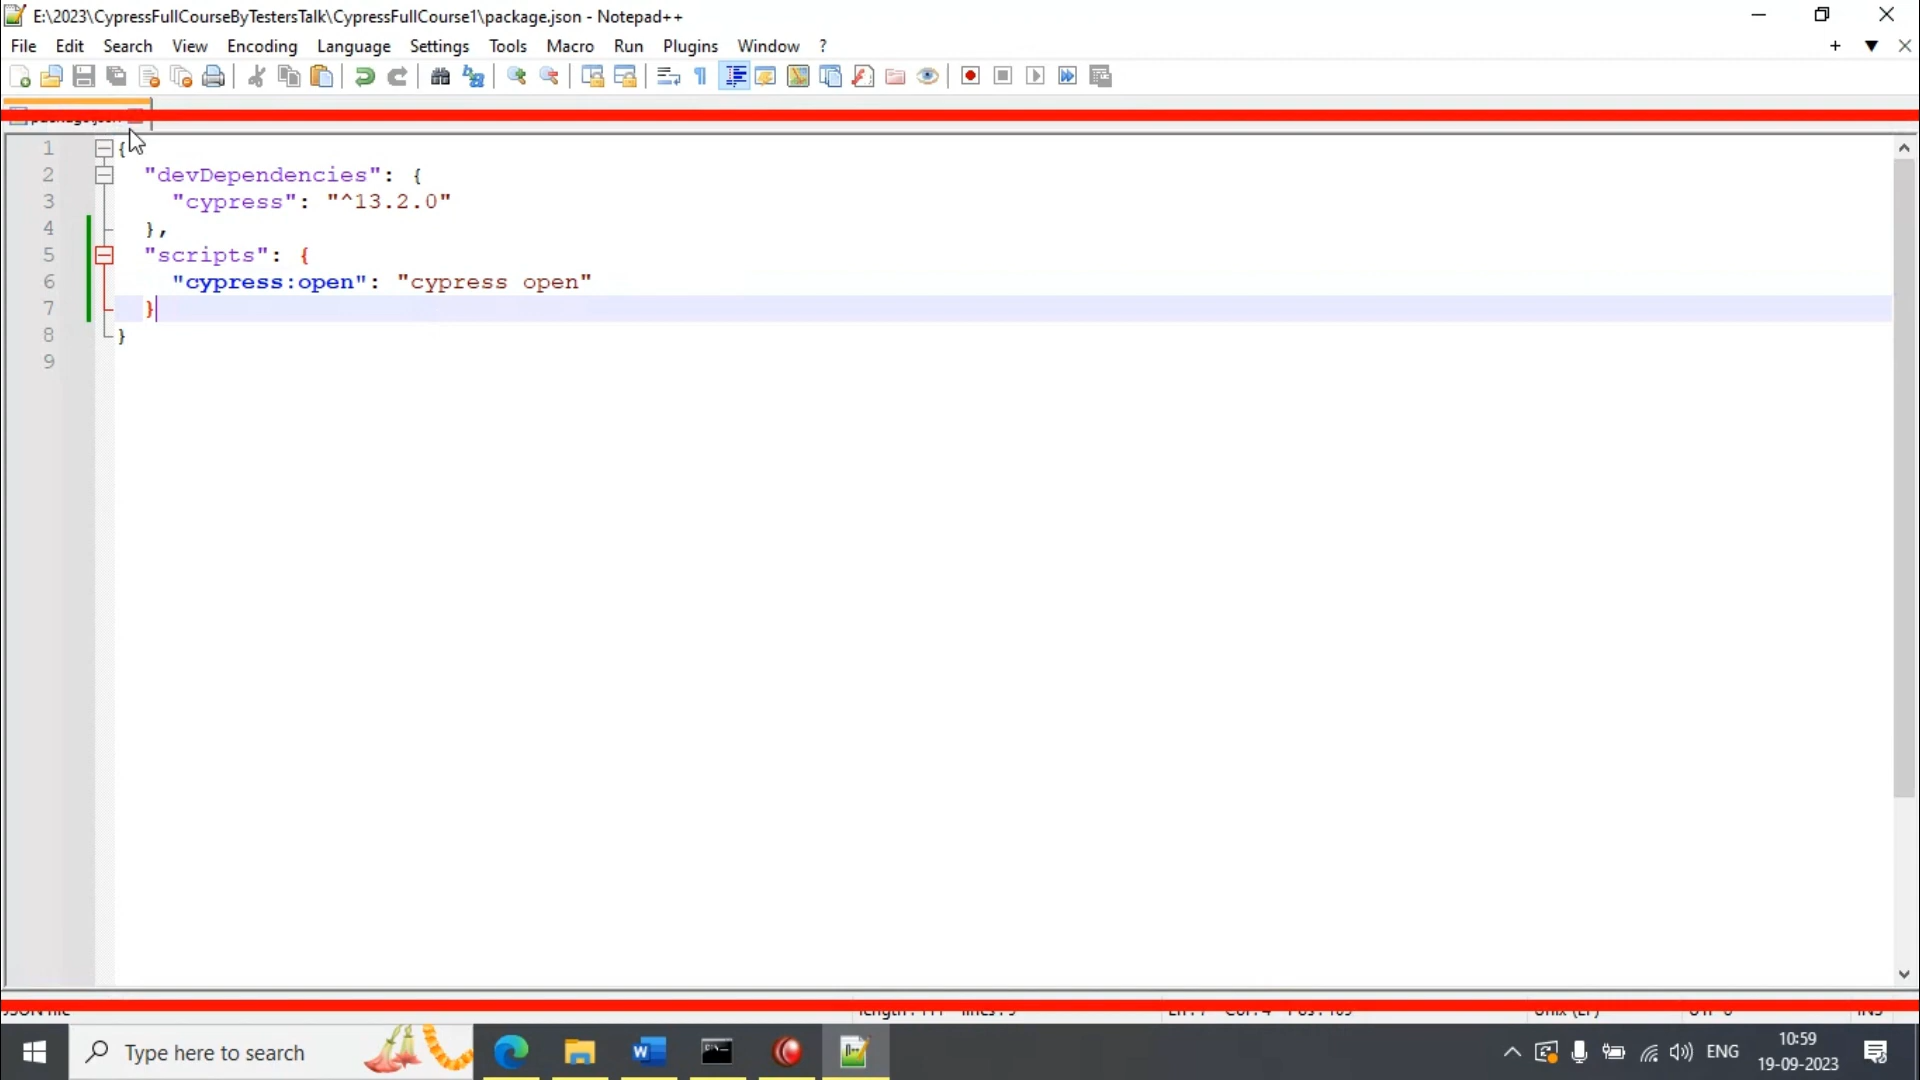 E:\2023\CypressFullCourseByTestersTalk\CypressFullCourse1\package.json - Notepad++
File Edit Search View Encoding Language Settings Tools Macro Run Plugins Window ?
1 {
2 "devDependencies": {
3 "cypress": "^13.2.0"
4 },
5 "scripts": {
6 "cypress:open": "cypress open"
7 }
8 }
9
Type here to search
ENG
10:59
19-09-2023